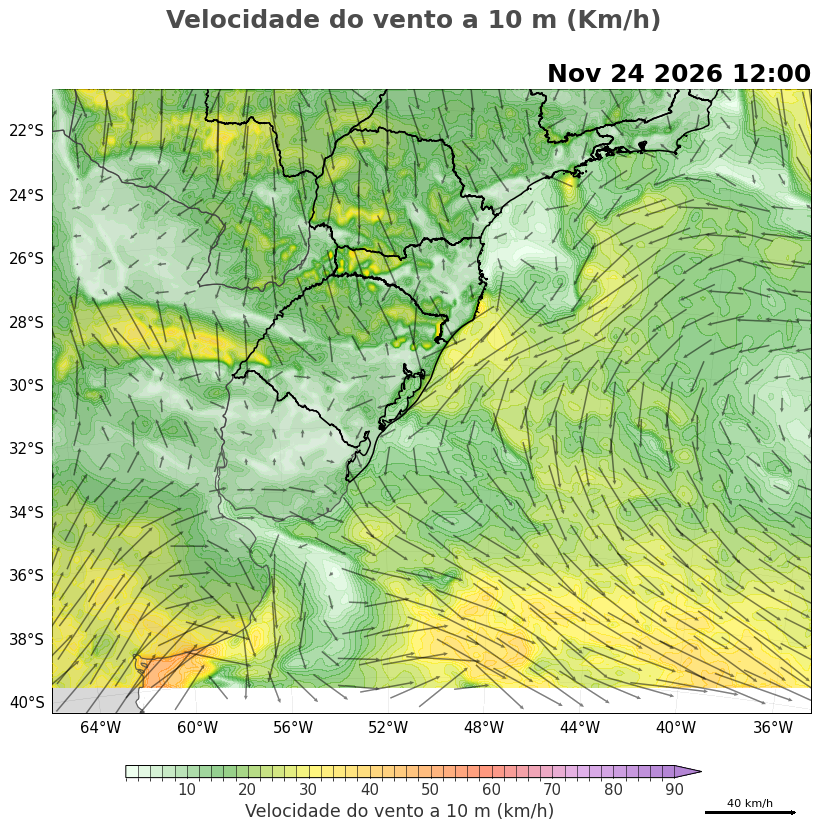 Velocidade do vento a 10 m (Km/h)
Nov 24 2026 12:00
22°S
24°S
26°S
28°S
30°S
32°S
34°S
36°S
38°S
40°S
64°W 60°W 56°W 52°W 48°W 44°W 40°W 36°W
10 20 30 40 50 60 70 80 90
Velocidade do vento a 10 m (km/h)
40 km/h